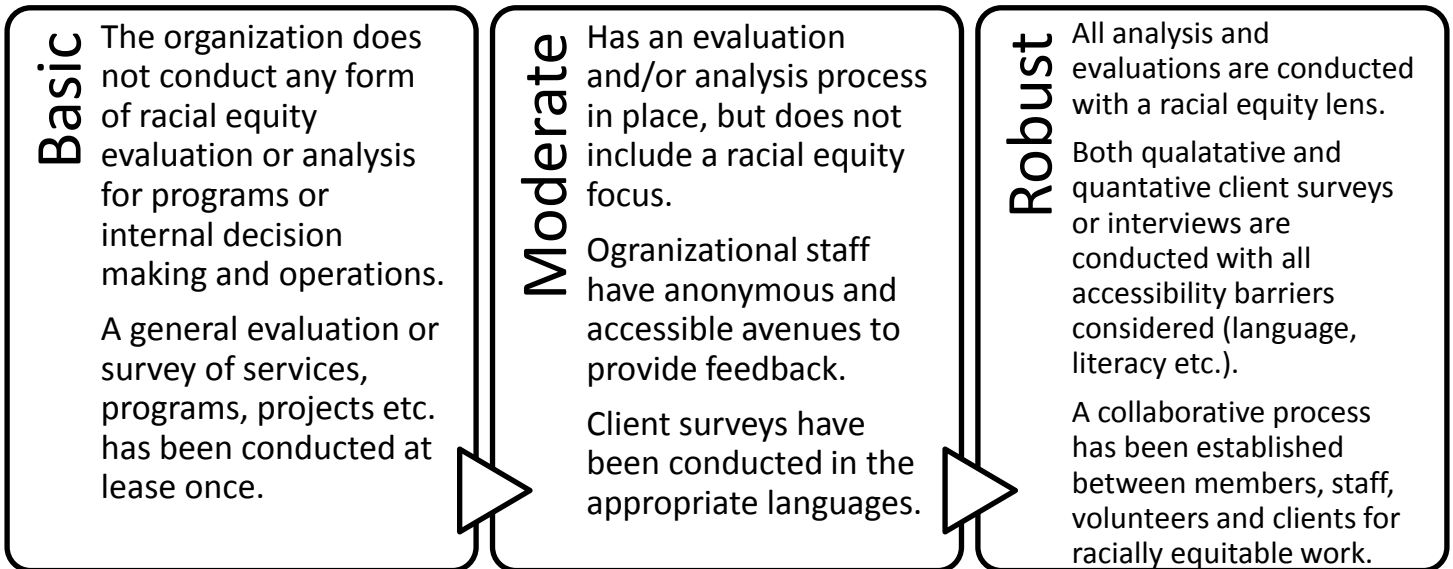 Basic
The organization does
not conduct any form
of racial equity
evaluation or analysis
for programs or
internal decision
making and operations.
A general evaluation or
survey of services,
programs, projects etc.
has been conducted at
lease once.
Moderate
Has an evaluation
and/or analysis process
in place, but does not
include a racial equity
focus.
Ogranizational staff
have anonymous and
accessible avenues to
provide feedback.
Client surveys have
been conducted in the
appropriate languages.
Robust
All analysis and
evaluations are conducted
with a racial equity lens.
Both qualatative and
quantative client surveys
or interviews are
conducted with all
accessibility barriers
considered (language,
literacy etc.).
A collaborative process
has been established
between members, staff,
volunteers and clients for
racially equitable work.